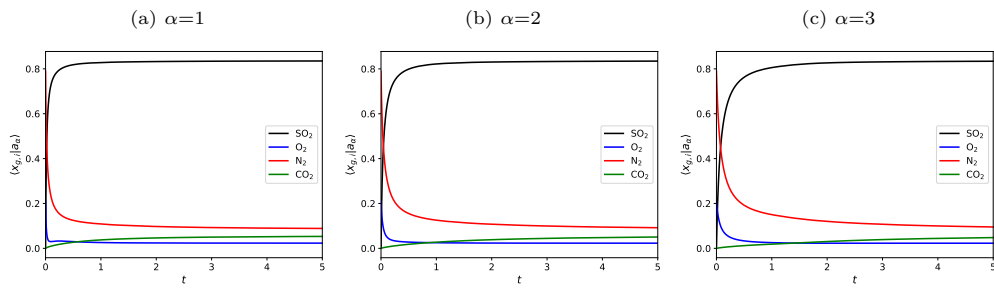 (a) α=1
(b) α=2
(c) α=3
0.8
0.6
0.4
0.2
0.0
⟨x_{g,i}|a_α⟩
SO₂
O₂
N₂
CO₂
0 1 2 3 4 5
t
0.8
0.6
0.4
0.2
0.0
⟨x_{g,i}|a_α⟩
SO₂
O₂
N₂
CO₂
0 1 2 3 4 5
t
0.8
0.6
0.4
0.2
0.0
⟨x_{g,i}|a_α⟩
SO₂
O₂
N₂
CO₂
0 1 2 3 4 5
t